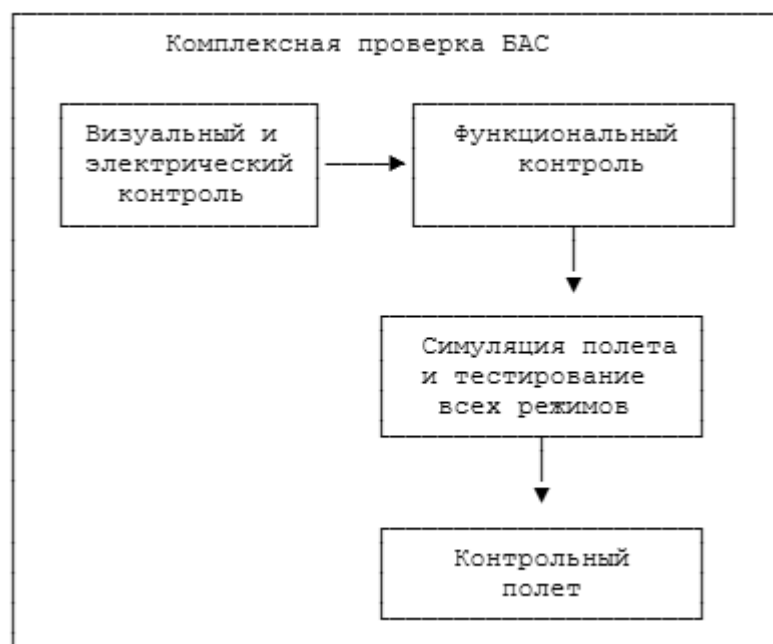 Комплексная проверка БАС
Визуальный и
электрический
контроль
Функциональный
контроль
Симуляция полета
и тестирование
всех режимов
Контрольный
полет